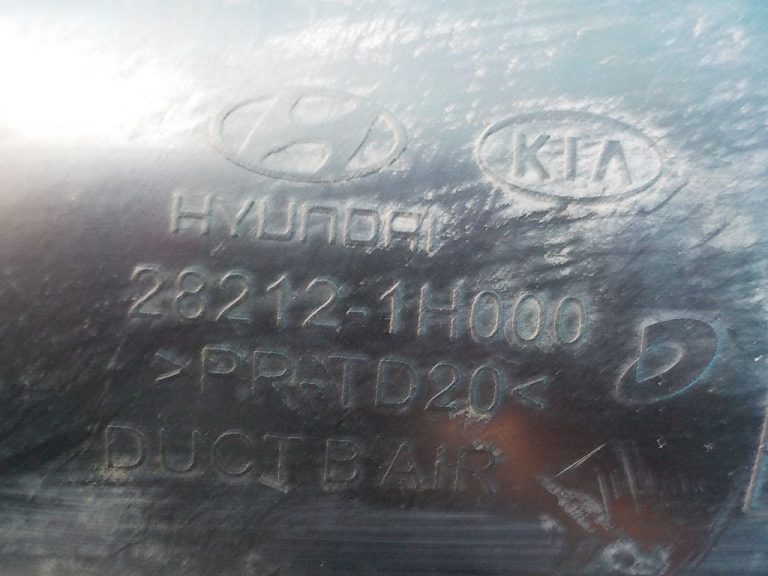 KIA
HYUNDAI
28212-1H000
>PP-TD20<
DUCT B AIR